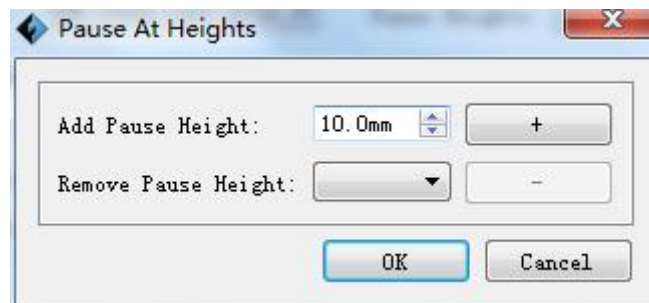 Pause At Heights
Add Pause Height: 10.0mm +
Remove Pause Height: -
OK Cancel